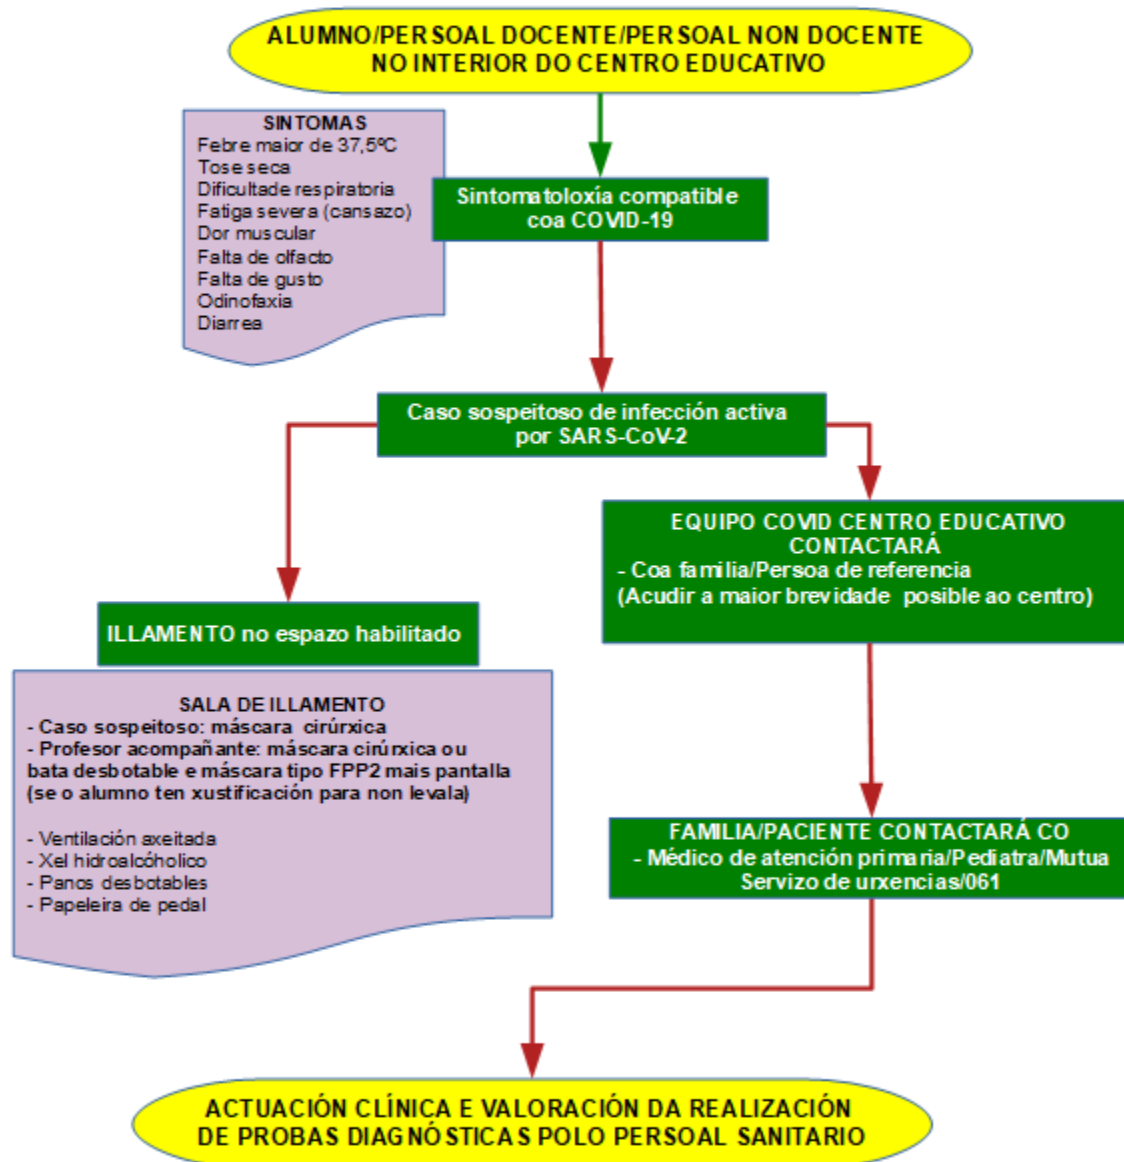 ALUMNO/PERSOAL DOCENTE/PERSOAL NON DOCENTE
NO INTERIOR DO CENTRO EDUCATIVO
SINTOMAS
Febre maior de 37,5ºC
Tose seca
Dificultade respiratoria
Fatiga severa (cansazo)
Dor muscular
Falta de olfacto
Falta de gusto
Odinofaxia
Diarrea
Sintomatoloxía compatible
coa COVID-19
Caso sospeitoso de infección activa
por SARS-CoV-2
EQUIPO COVID CENTRO EDUCATIVO
CONTACTARÁ
- Coa familia/Persoa de referencia
(Acudir a maior brevidade posible ao centro)
ILLAMENTO no espazo habilitado
SALA DE ILLAMENTO
- Caso sospeitoso: máscara cirúrxica
- Profesor acompañante: máscara cirúrxica ou
bata desbotable e máscara tipo FPP2 mais pantalla
(se o alumno ten xustificación para non levala)
- Ventilación axeitada
- Xel hidroalcóholico
- Panos desbotables
- Papeleira de pedal
FAMILIA/PACIENTE CONTACTARÁ CO
- Médico de atención primaria/Pediatra/Mutua
Servizo de urxencias/061
ACTUACIÓN CLÍNICA E VALORACIÓN DA REALIZACIÓN
DE PROBAS DIAGNÓSTICAS POLO PERSOAL SANITARIO